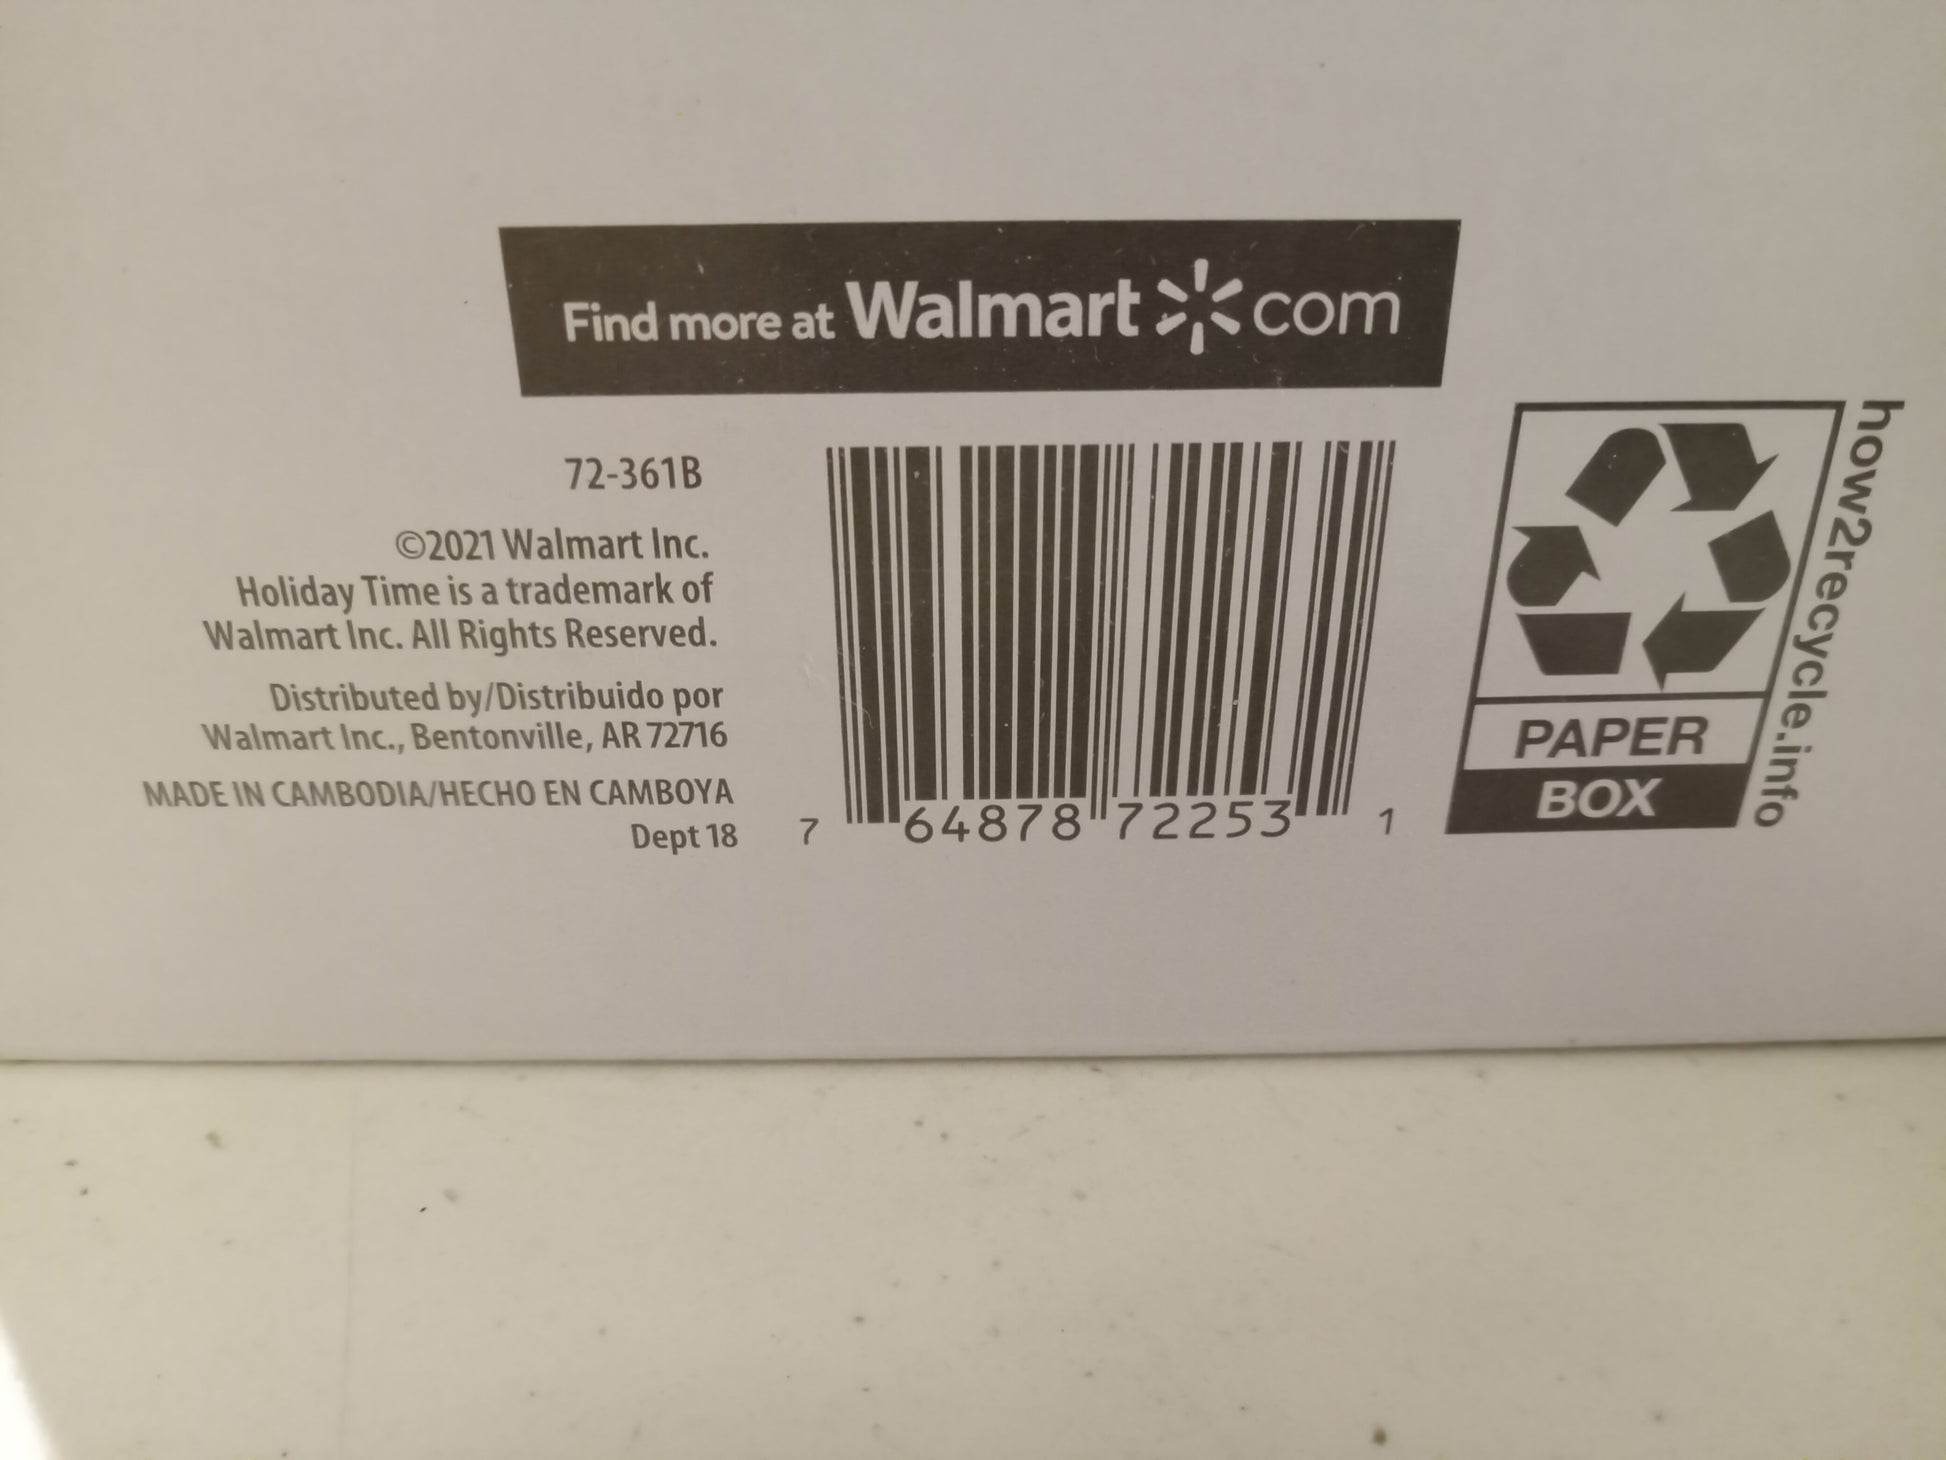 Find more at Walmart com
72-361B
©2021 Walmart Inc.
Holiday Time is a trademark of
Walmart Inc. All Rights Reserved.
Distributed by/Distribuido por
Walmart Inc., Bentonville, AR 72716
MADE IN CAMBODIA/HECHO EN CAMBOYA
Dept 18
7 64878 72253 1
PAPER
BOX
how2recycle.info